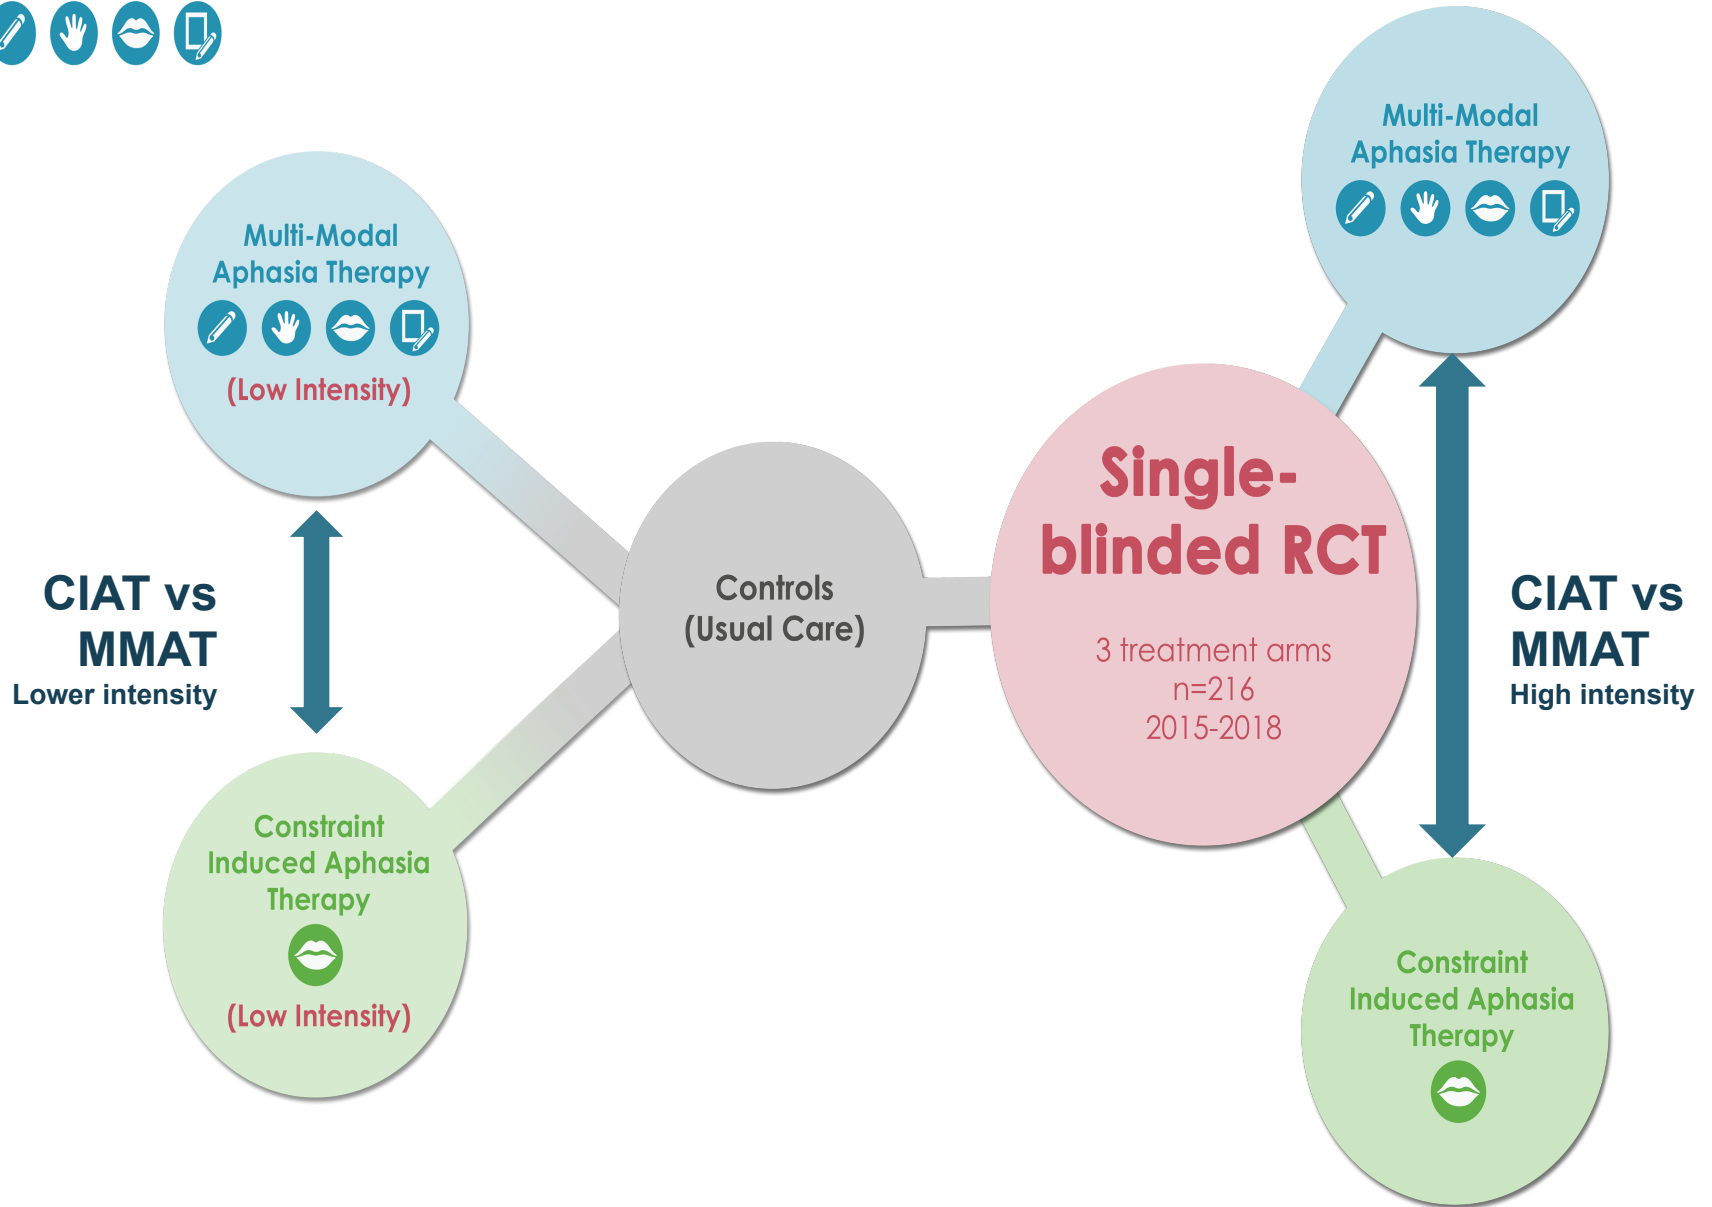 Multi-Modal
Aphasia Therapy
(Low Intensity)
CIAT vs
MMAT
Lower intensity
Constraint
Induced Aphasia
Therapy
(Low Intensity)
Controls
(Usual Care)
Single-
blinded RCT
3 treatment arms
n=216
2015-2018
Multi-Modal
Aphasia Therapy
CIAT vs
MMAT
High intensity
Constraint
Induced Aphasia
Therapy